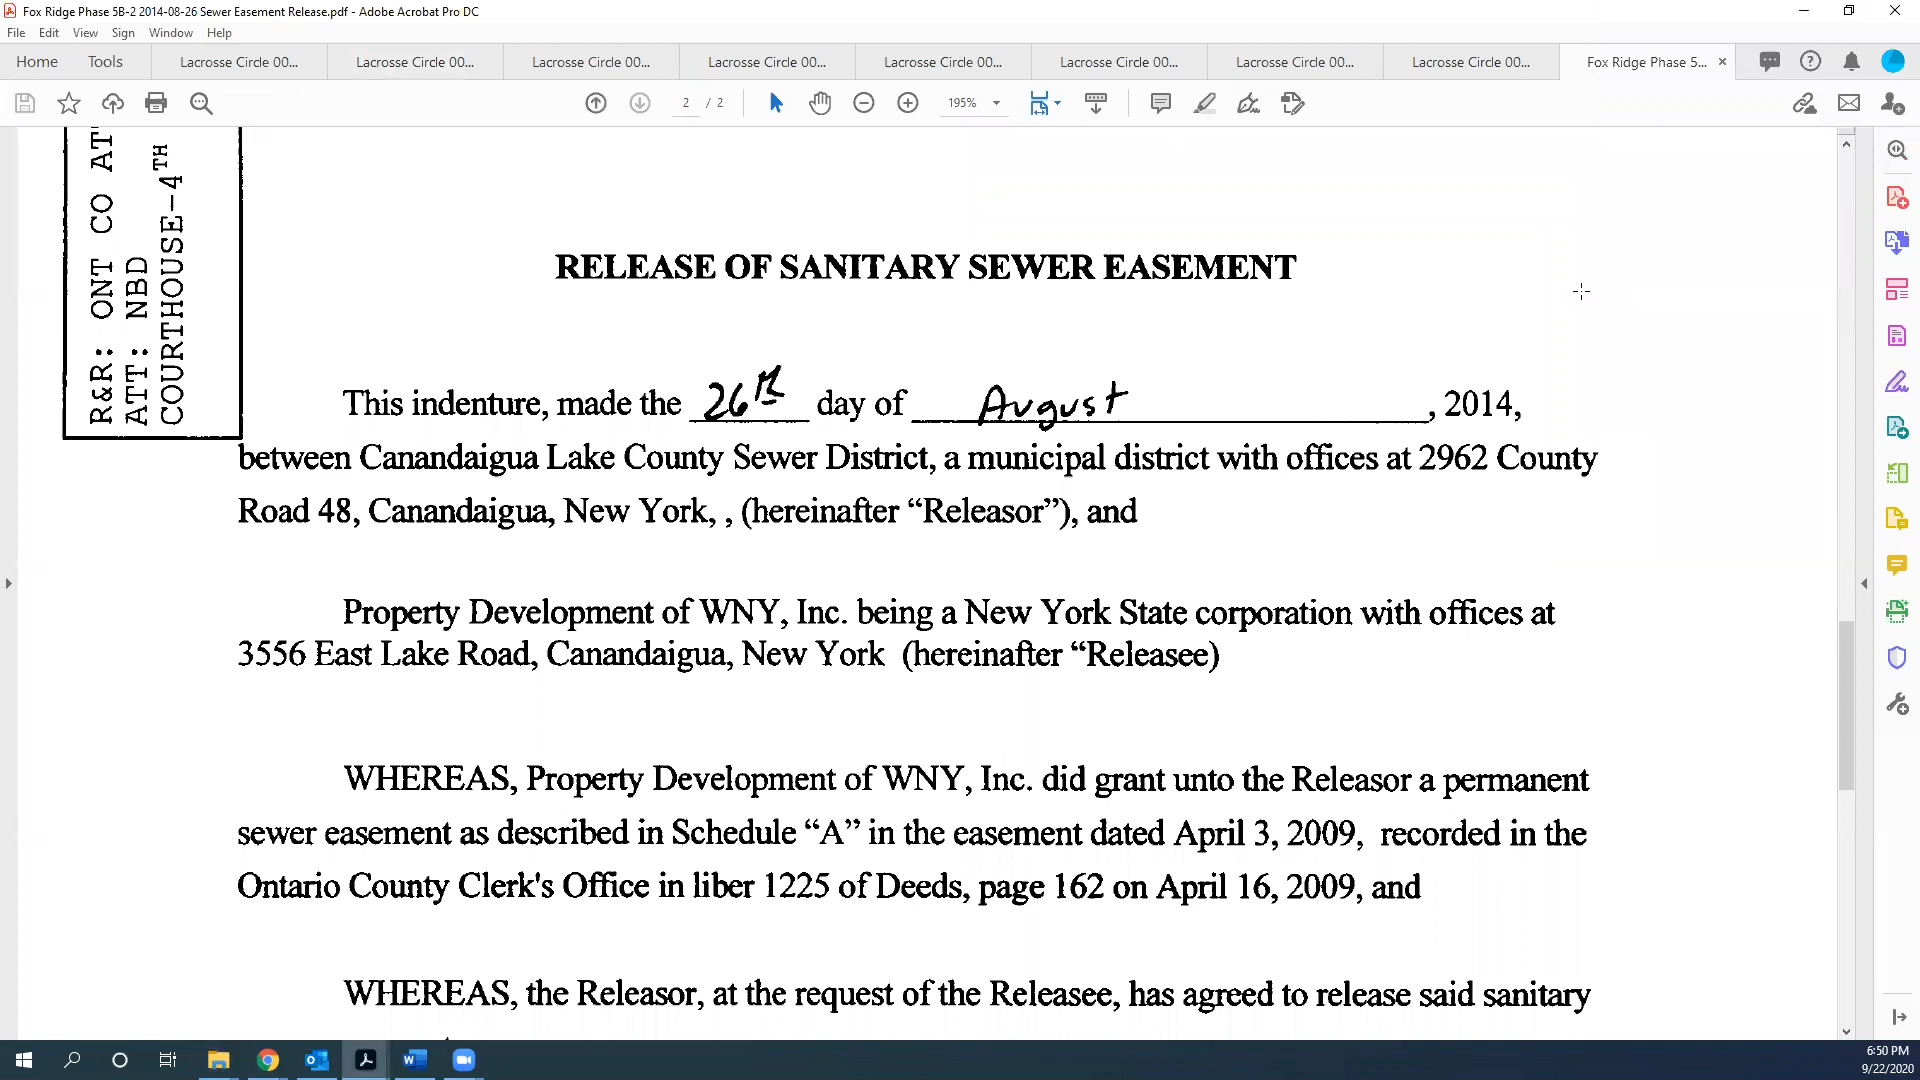 Fox Ridge Phase 5B-2 2014-08-26 Sewer Easement Release.pdf - Adobe Acrobat Pro DC
File Edit View Sign Window Help
Home Tools Lacrosse Circle 00... Lacrosse Circle 00... Lacrosse Circle 00... Lacrosse Circle 00... Lacrosse Circle 00... Lacrosse Circle 00... Lacrosse Circle 00... Lacrosse Circle 00... Fox Ridge Phase 5... ×
2 / 2 195%
R&R: ONT CO AT
ATT: NBD
COURTHOUSE-4TH
RELEASE OF SANITARY SEWER EASEMENT
This indenture, made the 26th day of August, 2014,
between Canandaigua Lake County Sewer District, a municipal district with offices at 2962 County
Road 48, Canandaigua, New York, , (hereinafter “Releasor”), and
Property Development of WNY, Inc. being a New York State corporation with offices at
3556 East Lake Road, Canandaigua, New York (hereinafter “Releasee)
WHEREAS, Property Development of WNY, Inc. did grant unto the Releasor a permanent
sewer easement as described in Schedule “A” in the easement dated April 3, 2009, recorded in the
Ontario County Clerk's Office in liber 1225 of Deeds, page 162 on April 16, 2009, and
WHEREAS, the Releasor, at the request of the Releasee, has agreed to release said sanitary
6:50 PM
9/22/2020